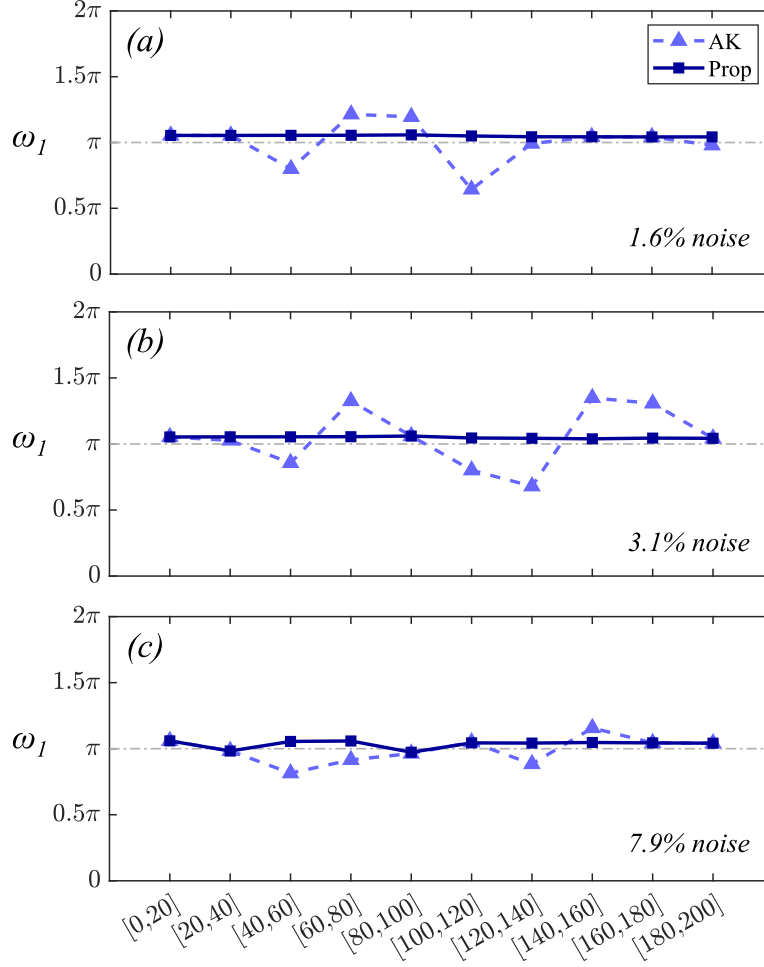 2π
(a)
AK
Prop
1.5π
ω1
π
0.5π
1.6% noise
0
2π
(b)
1.5π
ω1
π
0.5π
3.1% noise
0
2π
(c)
1.5π
ω1
π
0.5π
7.9% noise
0
[0,20] [20,40] [40,60] [60,80] [80,100] [100,120] [120,140] [140,160] [160,180] [180,200]